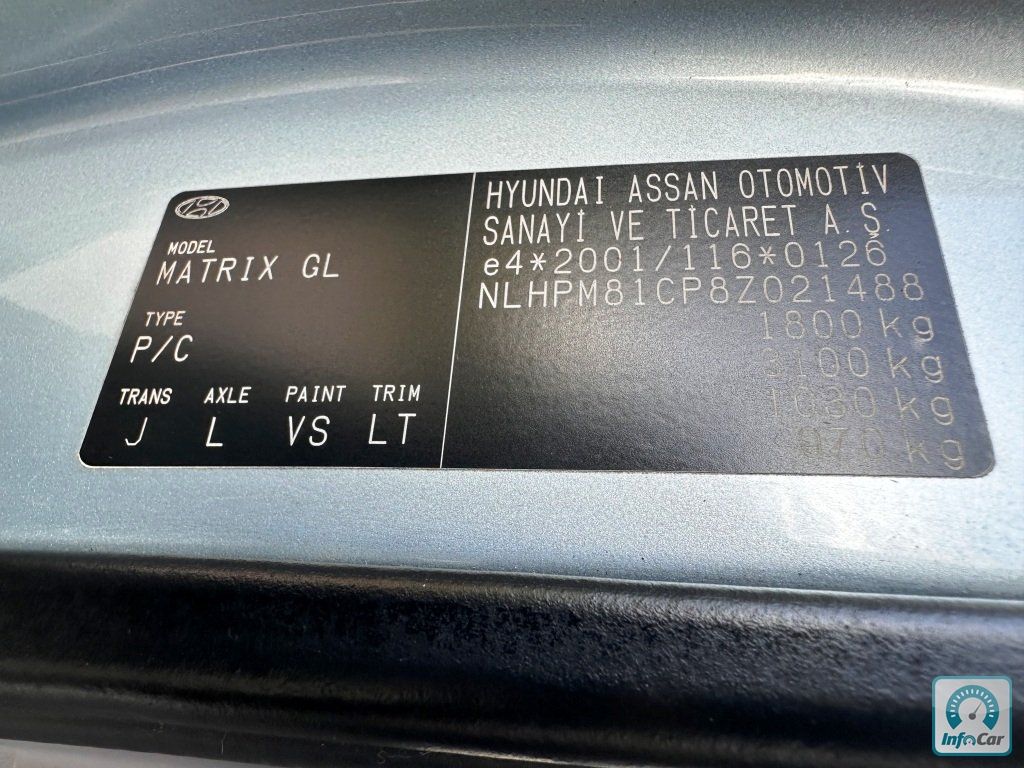 MODEL
MATRIX GL
TYPE
P/C
TRANS AXLE PAINT TRIM
J L VS LT
HYUNDAI ASSAN OTOMOTİV
SANAYİ VE TİCARET A.Ş.
e4*2001/116*0126
NLHPM81CP8Z021488
1800 kg
3100 kg
kg
kg
InfoCar